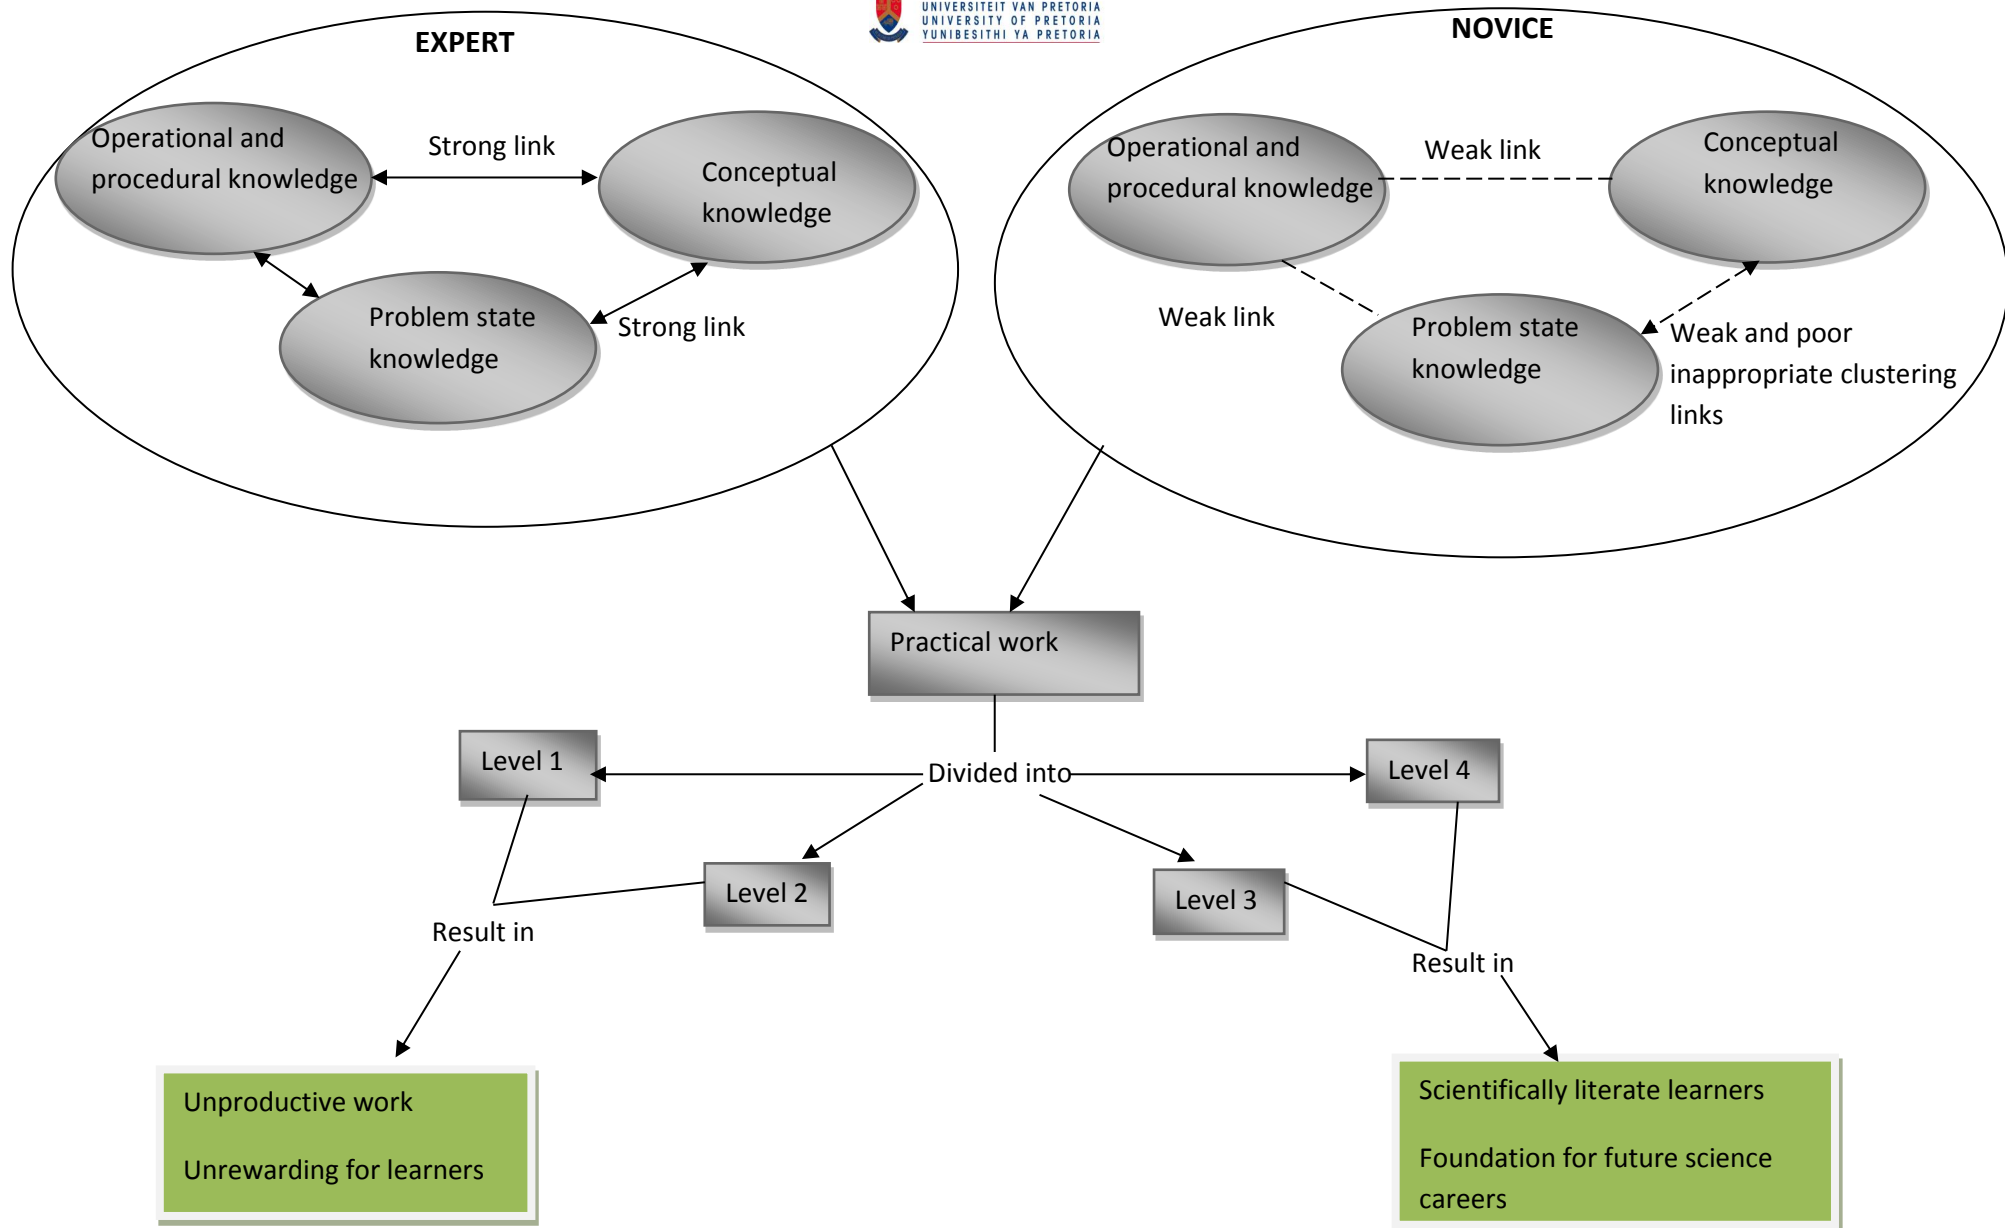 UNIVERSITEIT VAN PRETORIA
UNIVERSITY OF PRETORIA
YUNIBESITHI YA PRETORIA
EXPERT
Operational and
procedural knowledge
Strong link
Conceptual
knowledge
Problem state
knowledge
Strong link
NOVICE
Operational and
procedural knowledge
Weak link
Conceptual
knowledge
Weak link
Problem state
knowledge
Weak and poor
inappropriate clustering
links
Practical work
Level 1
Divided into
Level 4
Level 2
Level 3
Result in
Result in
Unproductive work
Unrewarding for learners
Scientifically literate learners
Foundation for future science
careers